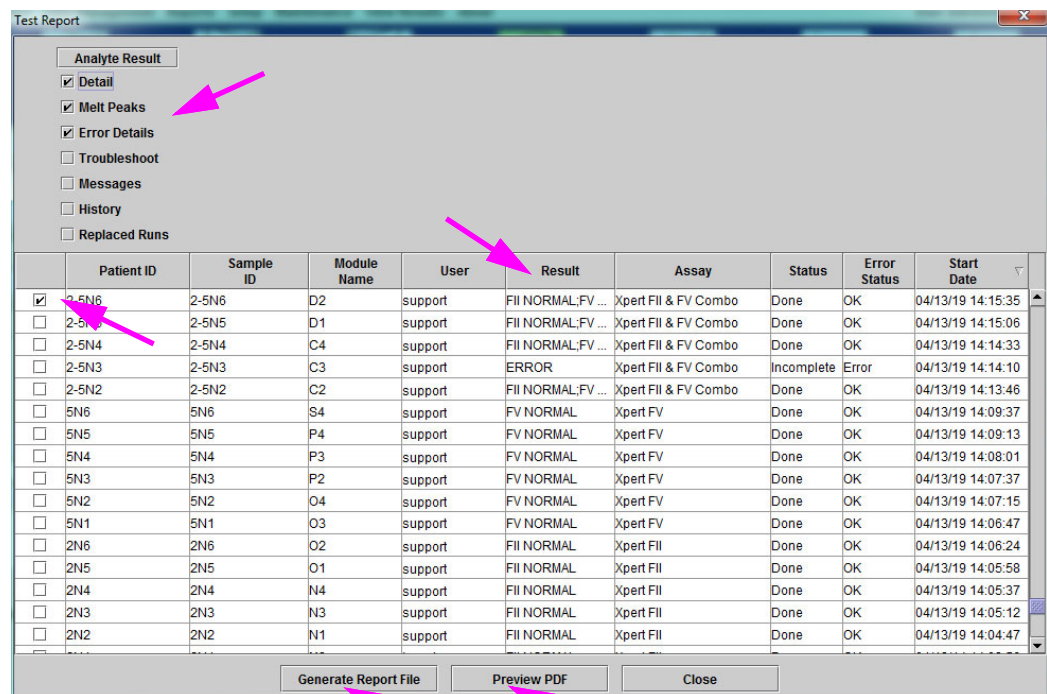 Test Report
Analyte Result
Detail
Melt Peaks
Error Details
Troubleshoot
Messages
History
Replaced Runs
Patient ID Sample ID Module Name User Result Assay Status Error Status Start Date
2-5N6 2-5N6 D2 support FII NORMAL;FV ... Xpert FII & FV Combo Done OK 04/13/19 14:15:35
2-5N5 D1 support FII NORMAL;FV ... Xpert FII & FV Combo Done OK 04/13/19 14:15:06
2-5N4 2-5N4 C4 support FII NORMAL;FV ... Xpert FII & FV Combo Done OK 04/13/19 14:14:33
2-5N3 2-5N3 C3 support ERROR Xpert FII & FV Combo Incomplete Error 04/13/19 14:14:10
2-5N2 2-5N2 C2 support FII NORMAL;FV ... Xpert FII & FV Combo Done OK 04/13/19 14:13:46
5N6 5N6 S4 support FV NORMAL Xpert FV Done OK 04/13/19 14:09:37
5N5 5N5 P4 support FV NORMAL Xpert FV Done OK 04/13/19 14:09:13
5N4 5N4 P3 support FV NORMAL Xpert FV Done OK 04/13/19 14:08:01
5N3 5N3 P2 support FV NORMAL Xpert FV Done OK 04/13/19 14:07:37
5N2 5N2 O4 support FV NORMAL Xpert FV Done OK 04/13/19 14:07:15
5N1 5N1 O3 support FV NORMAL Xpert FV Done OK 04/13/19 14:06:47
2N6 2N6 O2 support FII NORMAL Xpert FII Done OK 04/13/19 14:06:24
2N5 2N5 O1 support FII NORMAL Xpert FII Done OK 04/13/19 14:05:58
2N4 2N4 N4 support FII NORMAL Xpert FII Done OK 04/13/19 14:05:37
2N3 2N3 N3 support FII NORMAL Xpert FII Done OK 04/13/19 14:05:12
2N2 2N2 N1 support FII NORMAL Xpert FII Done OK 04/13/19 14:04:47
Generate Report File Preview PDF Close